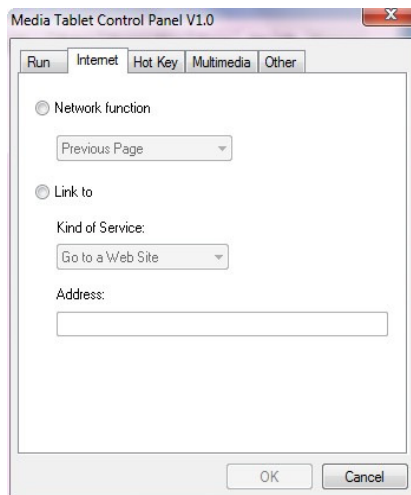 Media Tablet Control Panel V1.0
Run Internet Hot Key Multimedia Other
Network function
Previous Page
Link to
Kind of Service:
Go to a Web Site
Address:
OK Cancel